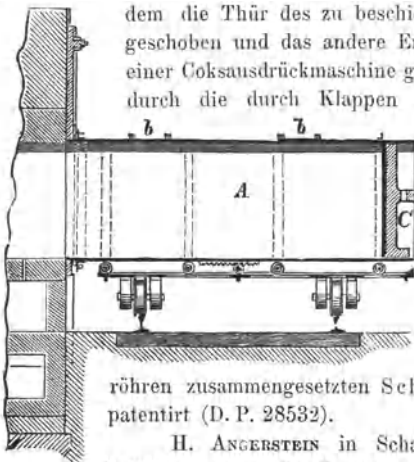 dem die Thür des zu beschi
geschoben und das andere E
einer Coksausdrückmaschine g
durch die durch Klappen
b b
A
C
röhren zusammengesetzten Sch
patentirt (D. P. 28532).
H. ANGERSTEIN in Scha